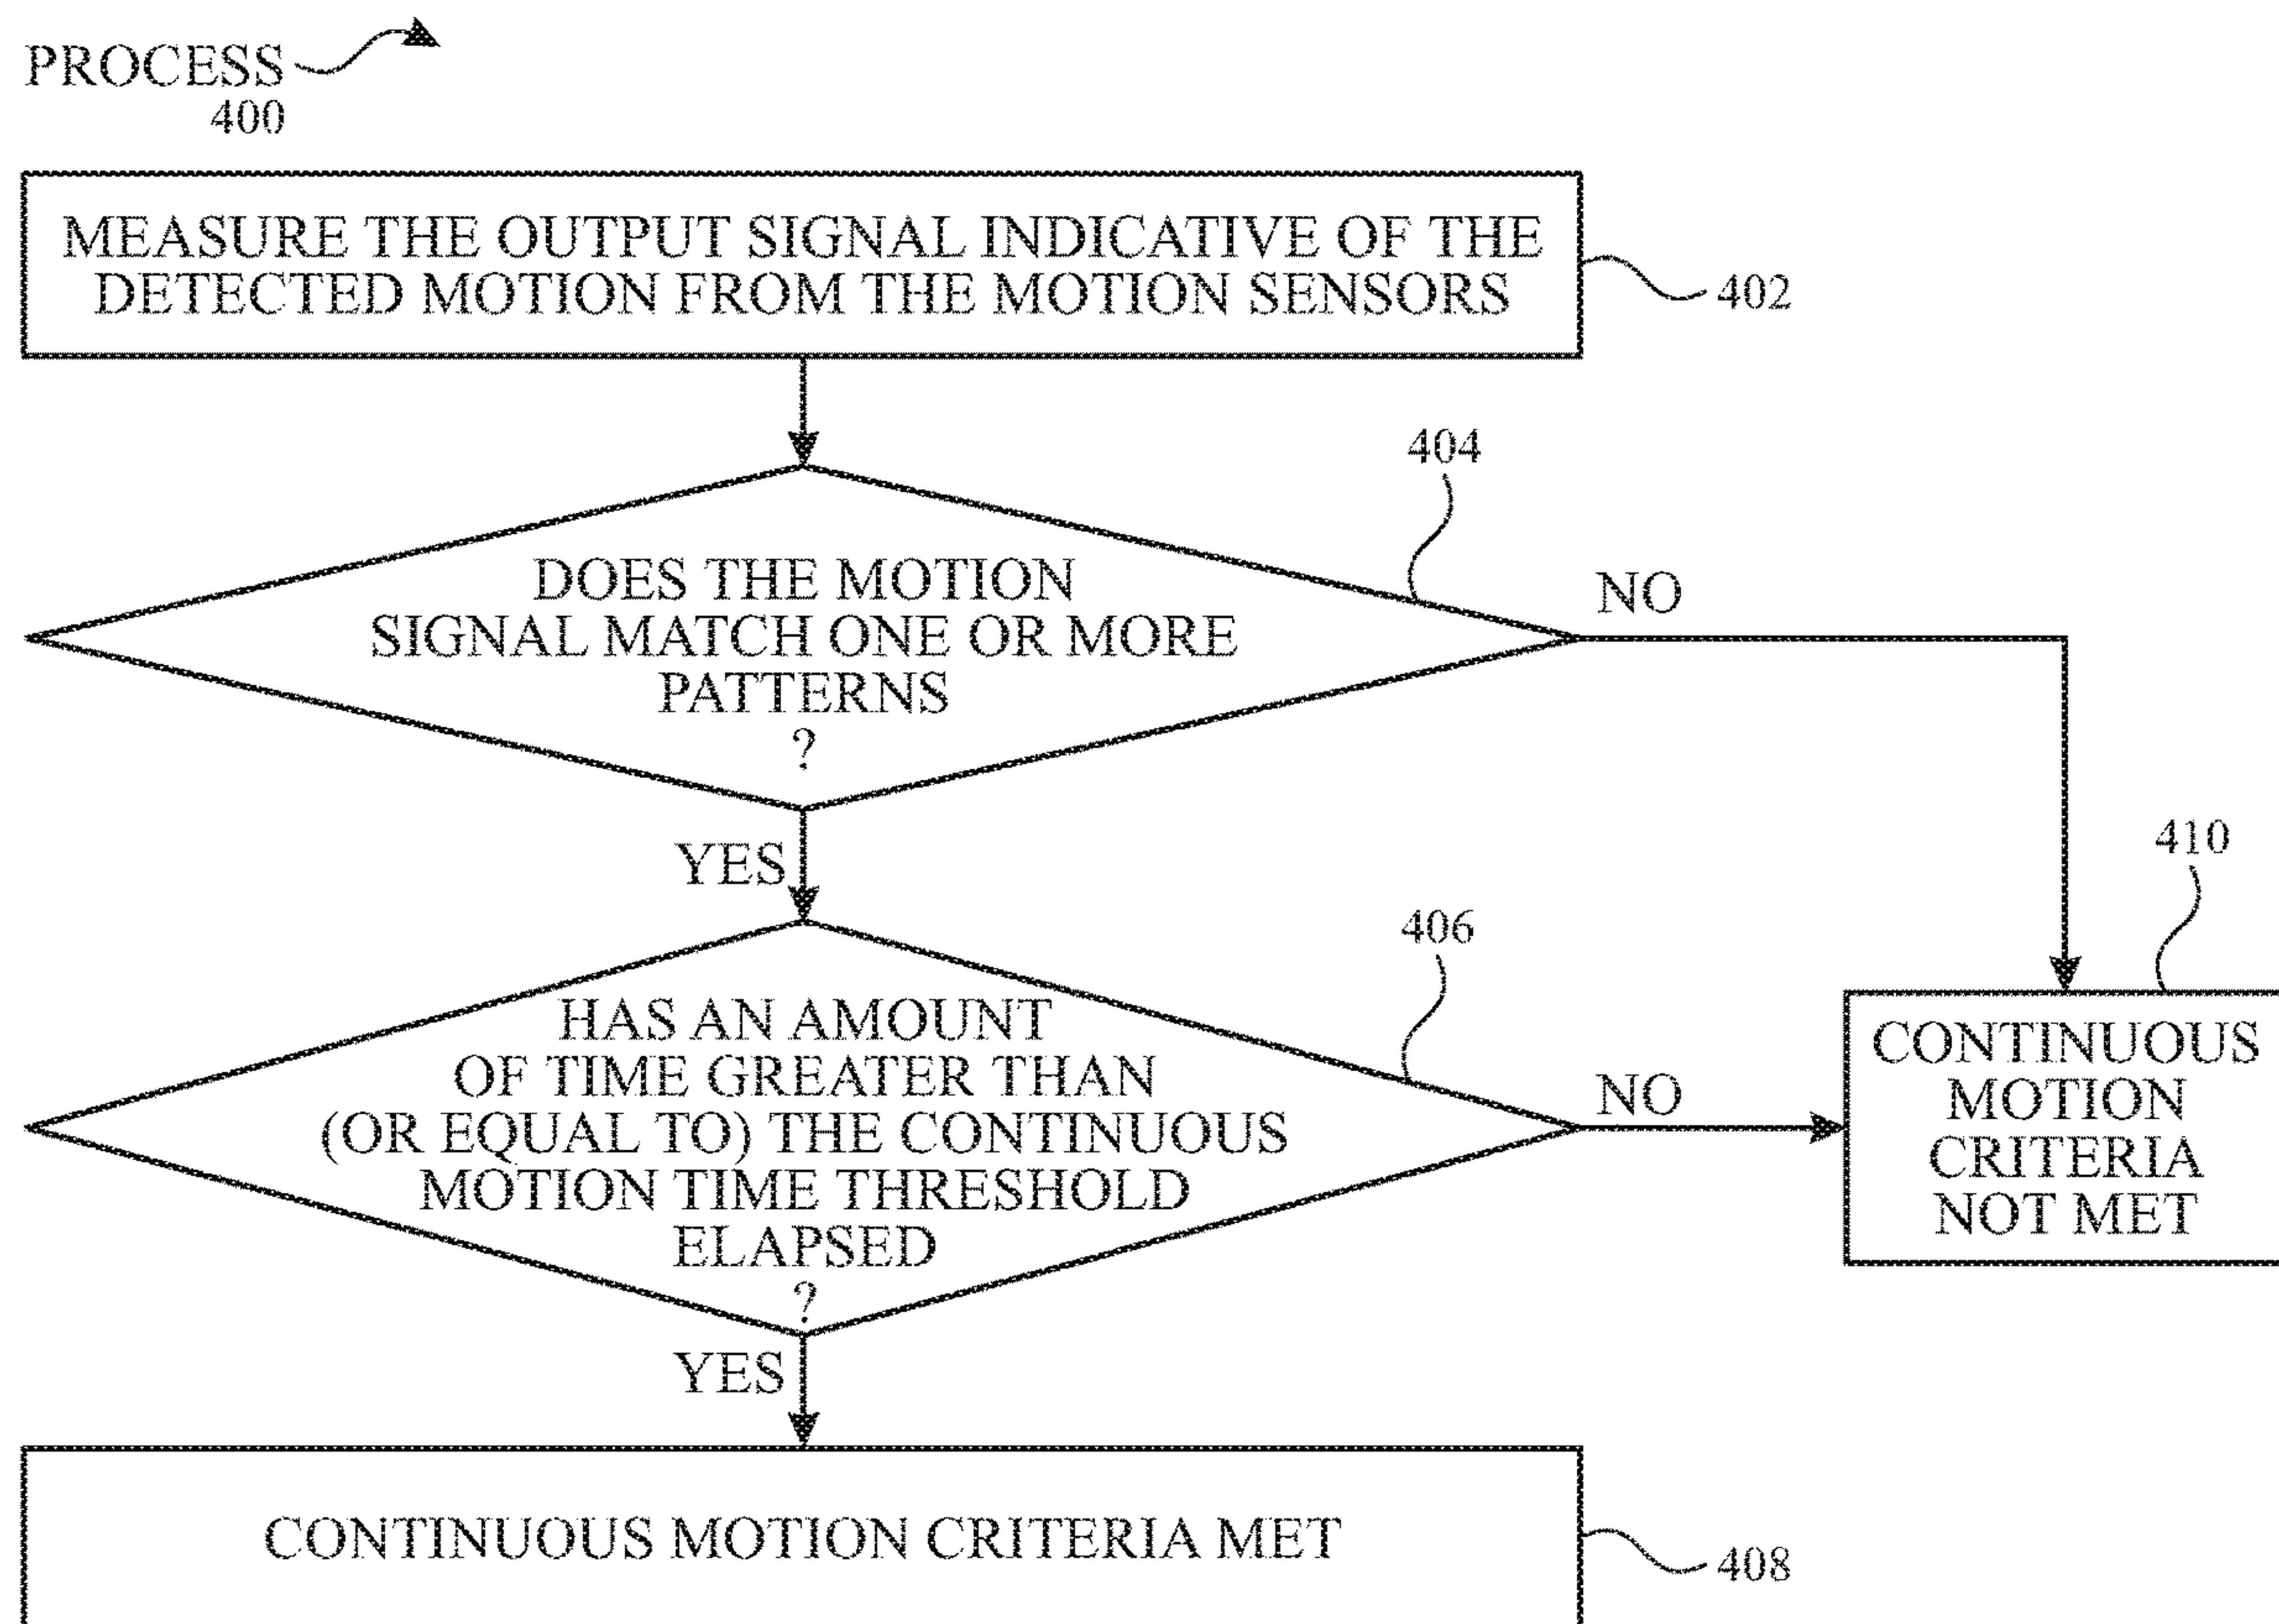 PROCESS
400
MEASURE THE OUTPUT SIGNAL INDICATIVE OF THE
DETECTED MOTION FROM THE MOTION SENSORS
402
404
DOES THE MOTION
SIGNAL MATCH ONE OR MORE
PATTERNS
?
NO
YES
406
HAS AN AMOUNT
OF TIME GREATER THAN
(OR EQUAL TO) THE CONTINUOUS
MOTION TIME THRESHOLD
ELAPSED
?
NO
410
CONTINUOUS
MOTION
CRITERIA
NOT MET
YES
CONTINUOUS MOTION CRITERIA MET
408